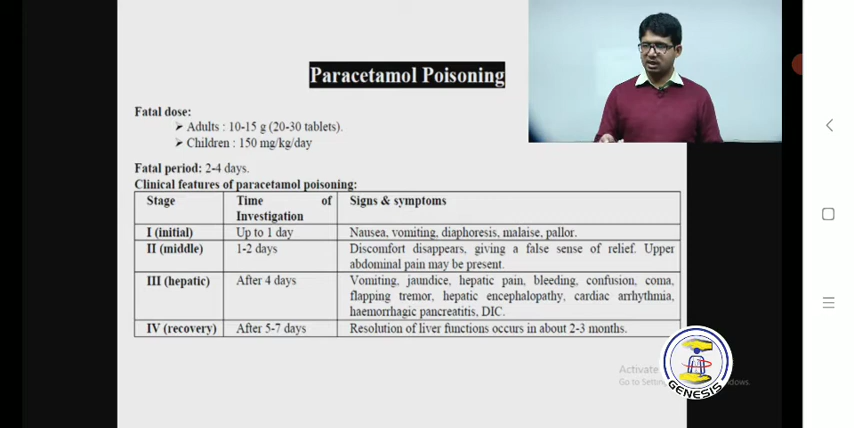 Paracetamol Poisoning
Fatal dose:
➢ Adults : 10-15 g (20-30 tablets).
➢ Children : 150 mg/kg/day
Fatal period: 2-4 days.
Clinical features of paracetamol poisoning:
Stage Time of Investigation Signs & symptoms
I (initial) Up to 1 day Nausea, vomiting, diaphoresis, malaise, pallor.
II (middle) 1-2 days Discomfort disappears, giving a false sense of relief. Upper
abdominal pain may be present.
III (hepatic) After 4 days Vomiting, jaundice, hepatic pain, bleeding, confusion, coma,
flapping tremor, hepatic encephalopathy, cardiac arrhythmia,
haemorrhagic pancreatitis, DIC.
IV (recovery) After 5-7 days Resolution of liver functions occurs in about 2-3 months.
Activate
Go to Settin
GENESIS